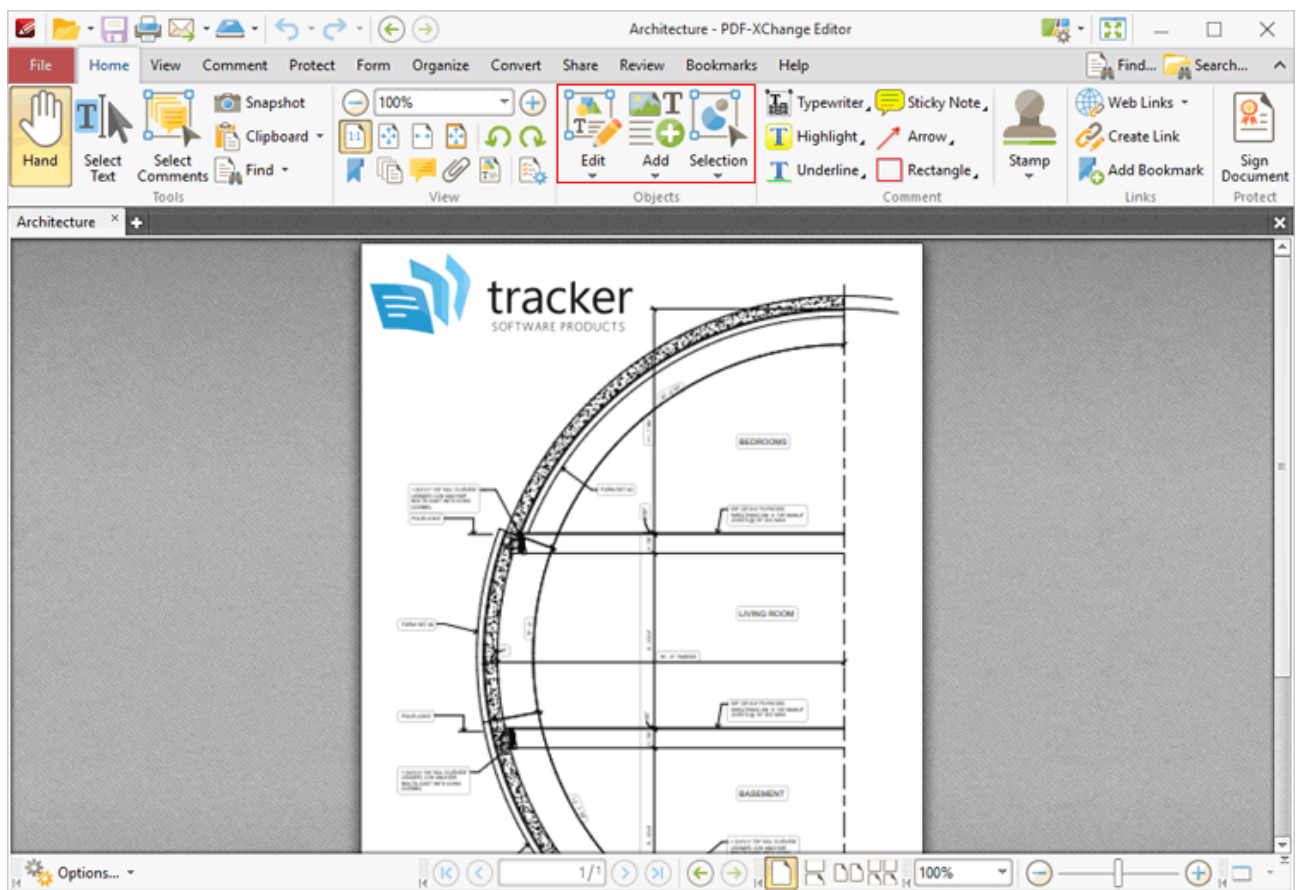 Architecture - PDF-XChange Editor
File Home View Comment Protect Form Organize Convert Share Review Bookmarks Help Find... Search...
Hand
Select Text
Select Comments
Snapshot
Clipboard
Find
Tools
100%
1:1
View
Edit
Add
Selection
Objects
Typewriter
Sticky Note
Highlight
Arrow
Underline
Rectangle
Comment
Stamp
Web Links
Create Link
Add Bookmark
Links
Sign Document
Protect
Architecture
tracker
SOFTWARE PRODUCTS
BEDROOMS
LIVING ROOM
BASEMENT
Options...
1/1
100%